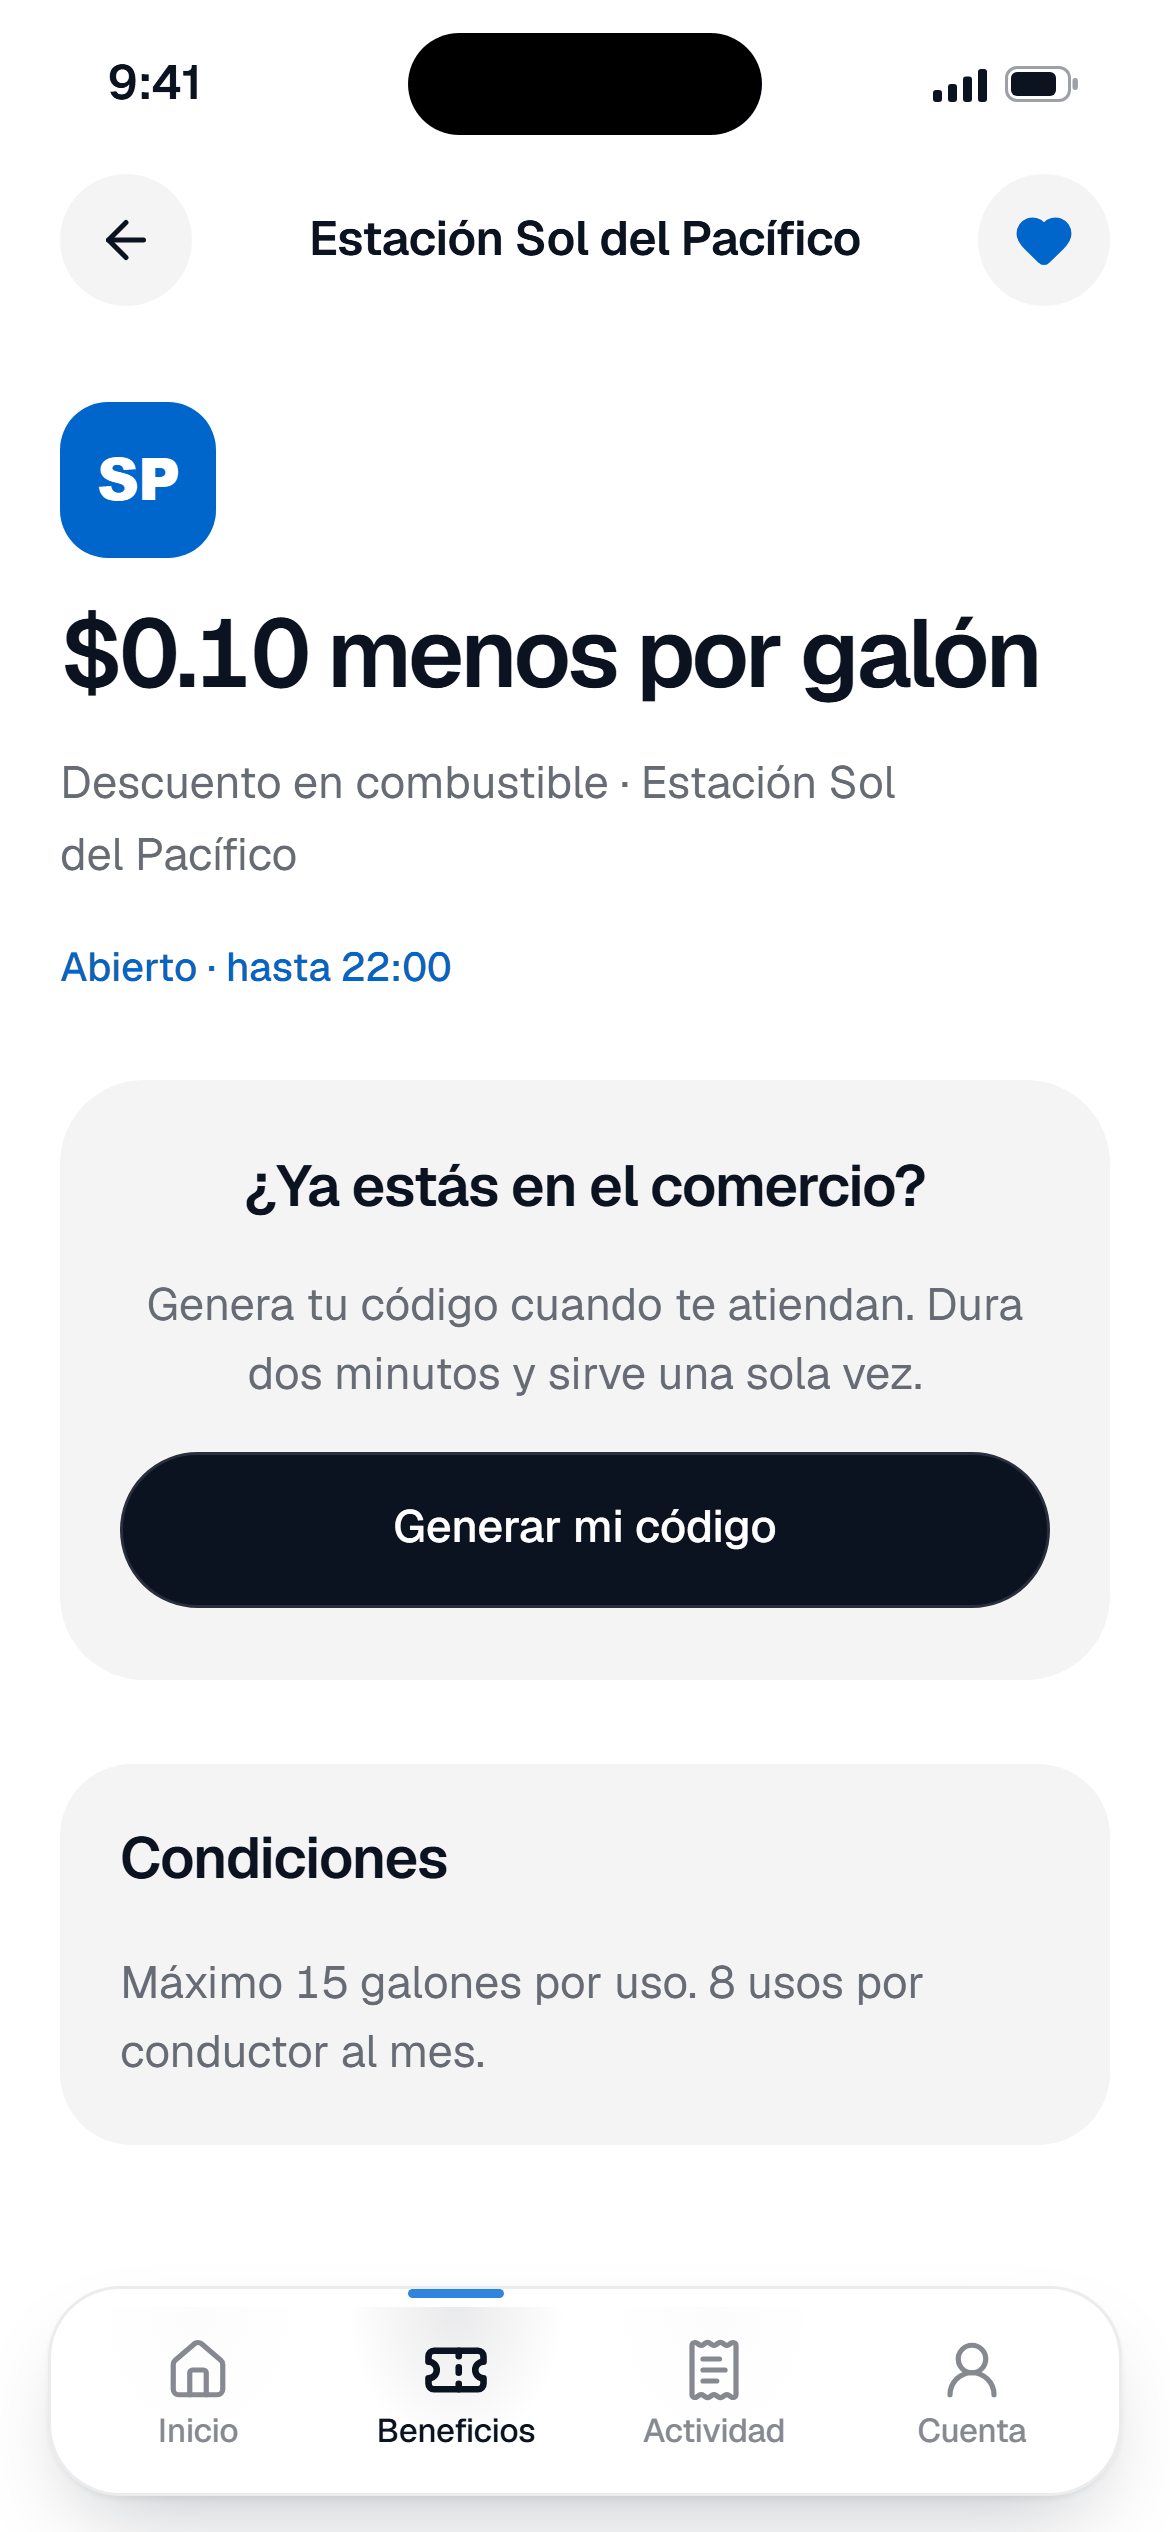 9:41
Estación Sol del Pacífico
SP
$0.10 menos por galón
Descuento en combustible · Estación Sol
del Pacífico
Abierto · hasta 22:00
¿Ya estás en el comercio?
Genera tu código cuando te atiendan. Dura
dos minutos y sirve una sola vez.
Generar mi código
Condiciones
Máximo 15 galones por uso. 8 usos por
conductor al mes.
Inicio
Beneficios
Actividad
Cuenta